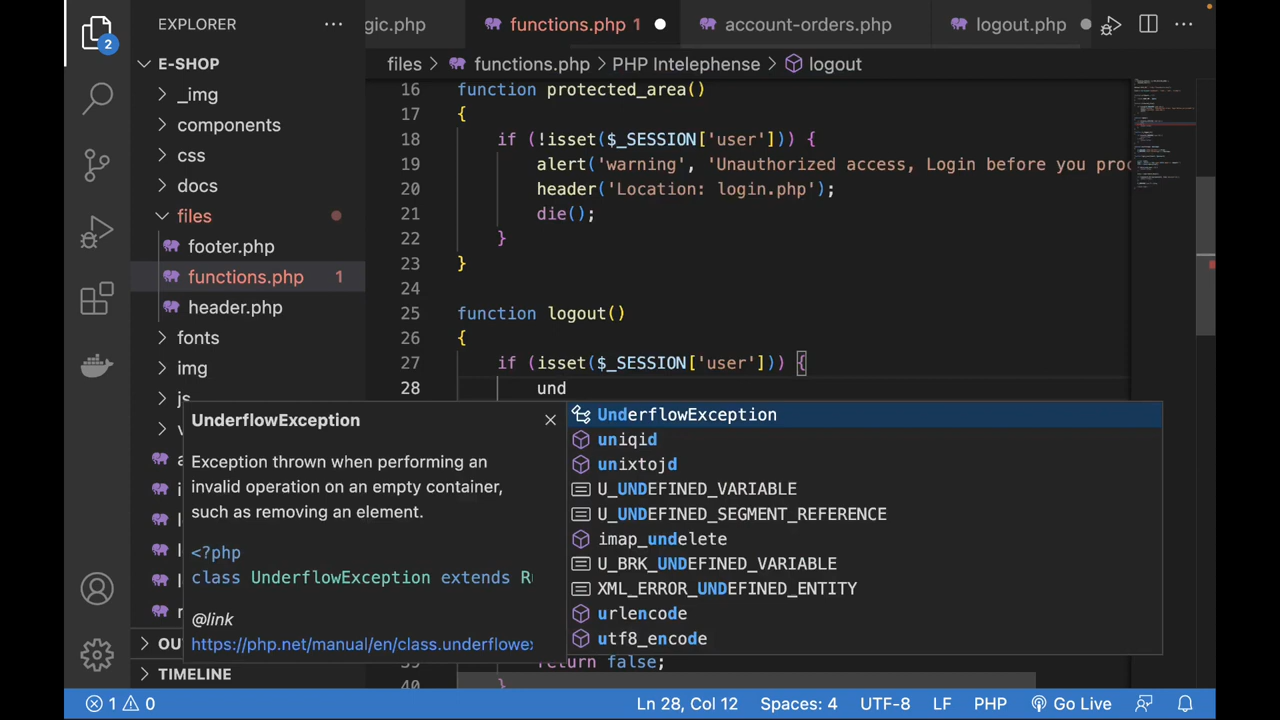 EXPLORER
gic.php
functions.php 1
account-orders.php
logout.php
2
E-SHOP
files
functions.php
PHP Intelephense
logout
_img
components
css
docs
files
footer.php
functions.php 1
header.php
fonts
img
js
TIMELINE
16 function protected_area()
17 {
18 if (!isset($_SESSION['user'])) {
19 alert('warning', 'Unauthorized access, Login before you proc
20 header('Location: login.php');
21 die();
22 }
23 }
24
25 function logout()
26 {
27 if (isset($_SESSION['user'])) {
28 und
UnderflowException
Exception thrown when performing an
invalid operation on an empty container,
such as removing an element.
<?php
class UnderflowException extends Ru
@link
https://php.net/manual/en/class.underflowex
UnderflowException
uniqid
unixtojd
U_UNDEFINED_VARIABLE
U_UNDEFINED_SEGMENT_REFERENCE
imap_undelete
U_BRK_UNDEFINED_VARIABLE
XML_ERROR_UNDEFINED_ENTITY
urlencode
utf8_encode
39 return false;
40 }
1 0
Ln 28, Col 12
Spaces: 4
UTF-8
LF
PHP
Go Live